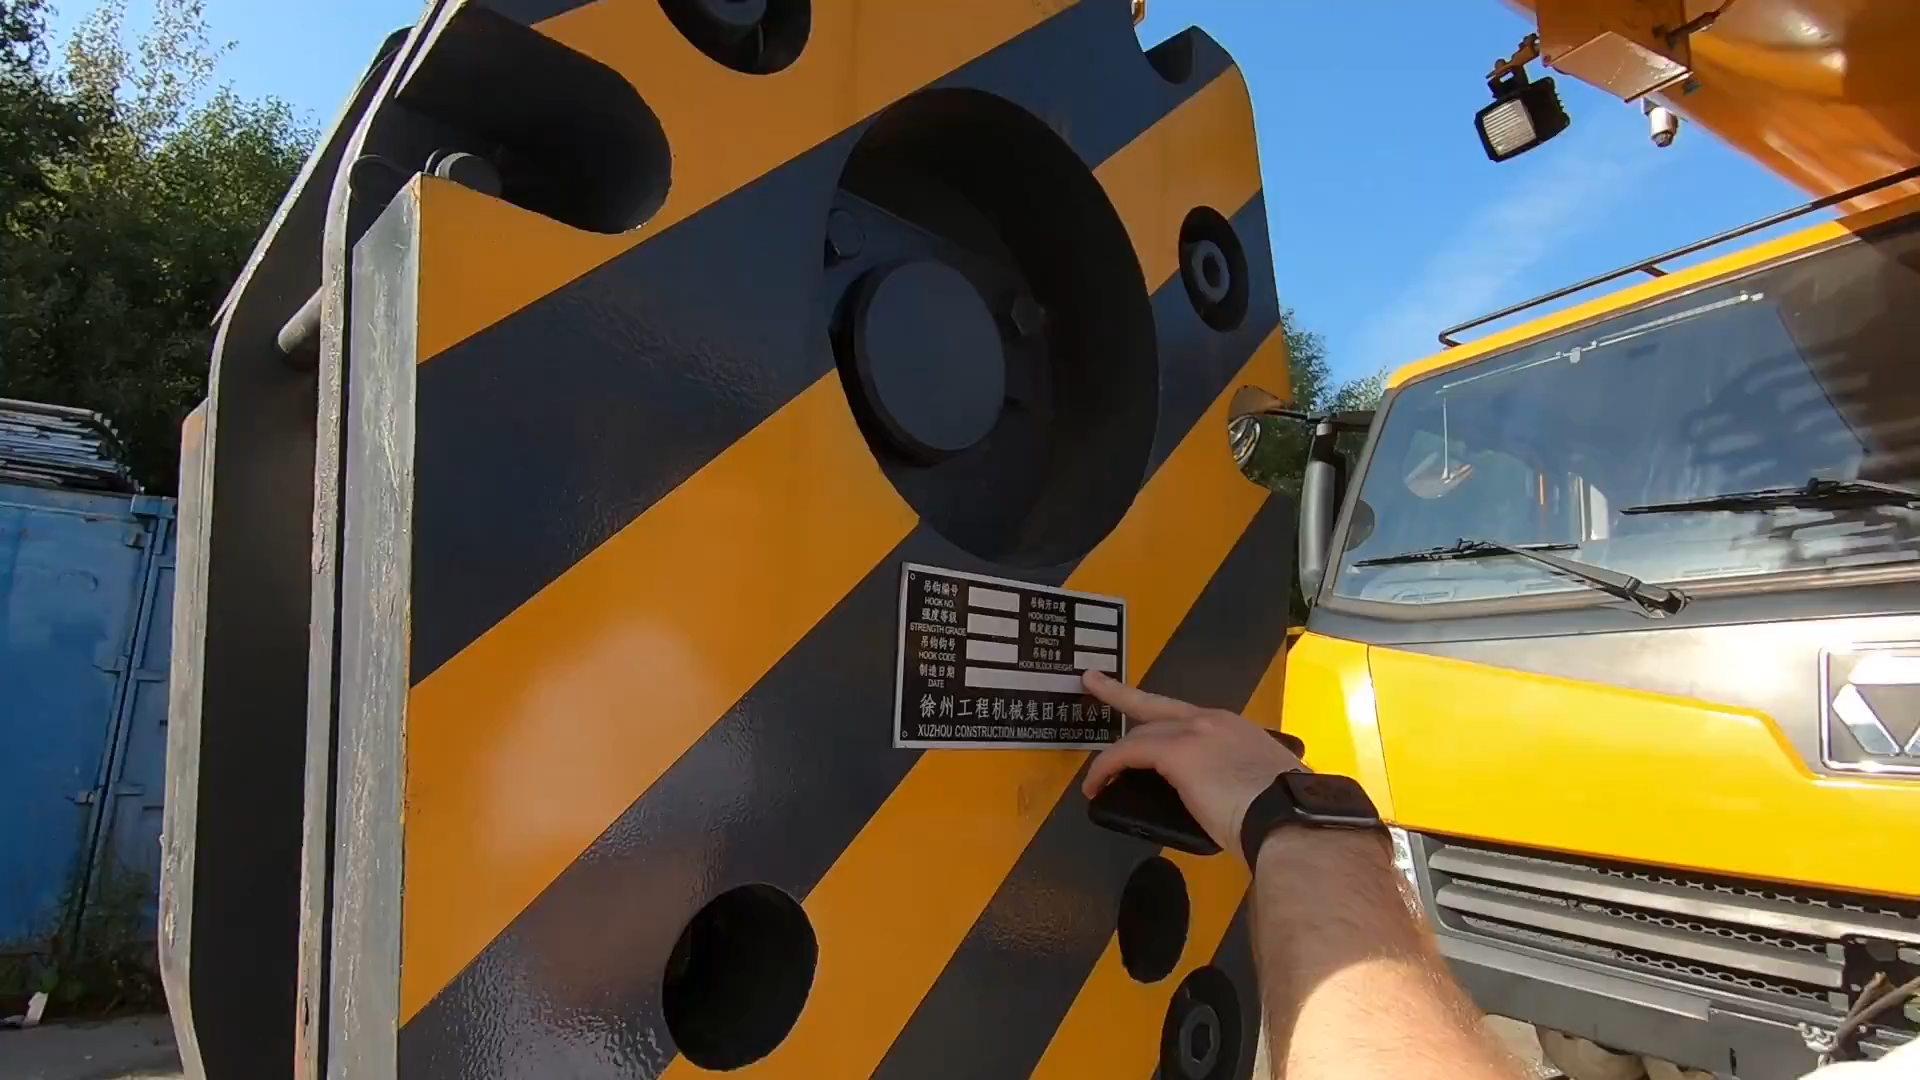 吊钩编号
HOOK NO.
吊钩开口度
HOOK OPENING
强度等级
STRENGTH GRADE
额定起重量
CAPACITY
吊钩钩号
HOOK CODE
吊钩自重
HOOK BLOCK WEIGHT
制造日期
DATE
徐州工程机械集团有限公司
XUZHOU CONSTRUCTION MACHINERY GROUP CO.,LTD.